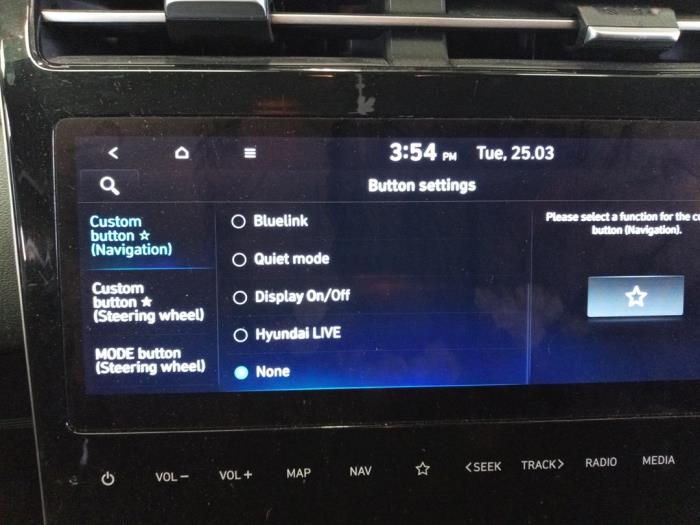 3:54 PM Tue, 25.03
Button settings
Custom
button ☆
(Navigation)
Custom
button ★
(Steering wheel)
MODE button
(Steering wheel)
Bluelink
Quiet mode
Display On/Off
Hyundai LIVE
None
Please select a function for the
button (Navigation).
VOL− VOL+ MAP NAV ☆ <SEEK TRACK> RADIO MEDIA